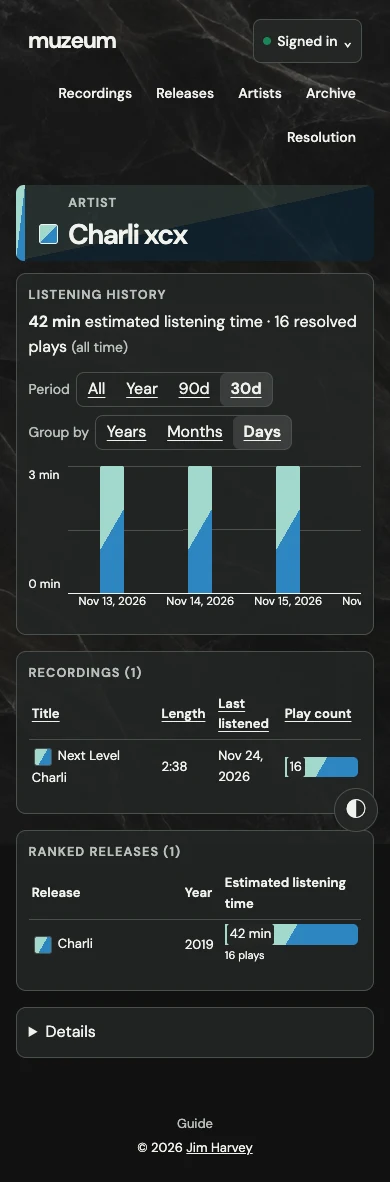 muzeum
Signed in
Recordings Releases Artists Archive
Resolution
ARTIST
Charli xcx
LISTENING HISTORY
42 min estimated listening time · 16 resolved
plays (all time)
Period All Year 90d 30d
Group by Years Months Days
3 min
0 min
Nov 13, 2026 Nov 14, 2026 Nov 15, 2026 Nov
RECORDINGS (1)
Title Length Last listened Play count
Next Level
Charli
2:38
Nov 24,
2026
16
RANKED RELEASES (1)
Release Year Estimated listening time
Charli 2019 42 min
16 plays
Details
Guide
© 2026 Jim Harvey